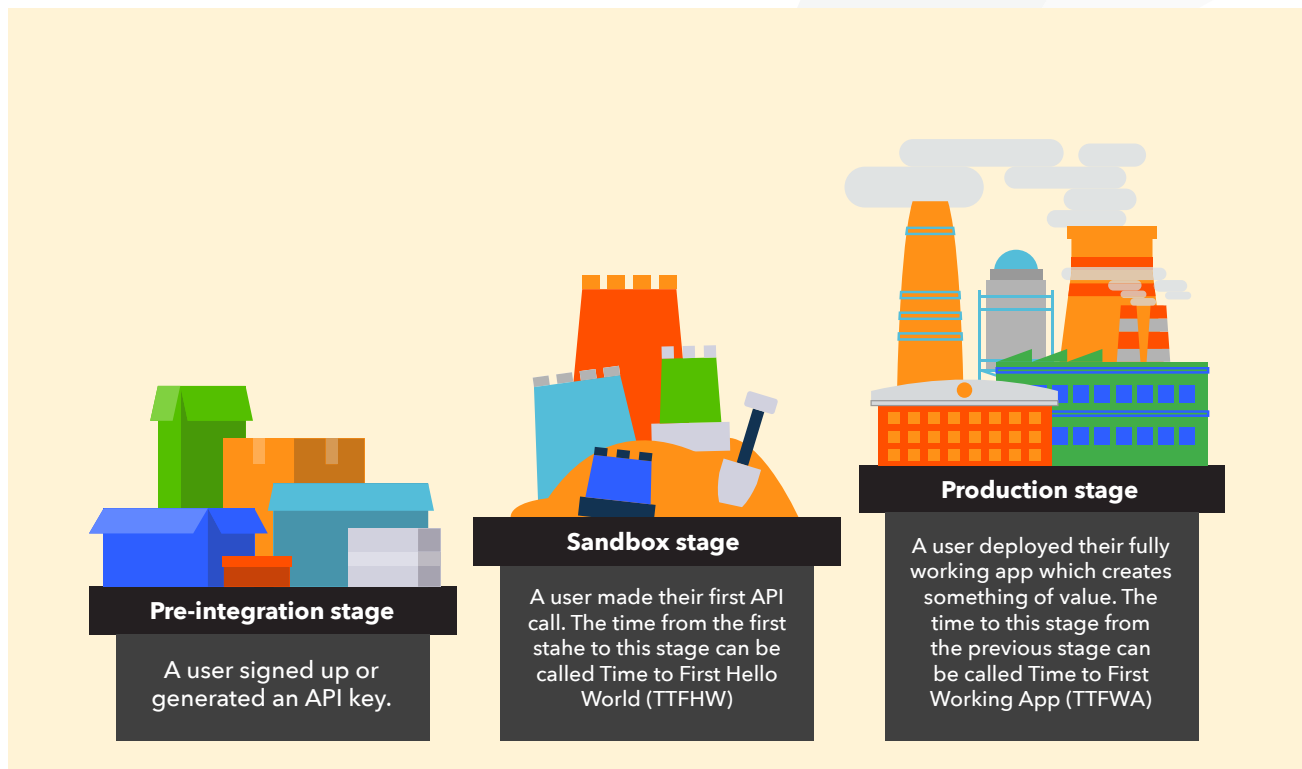 Pre-integration stage
A user signed up or
generated an API key.
Sandbox stage
A user made their first API
call. The time from the first
stahe to this stage can be
called Time to First Hello
World (TTFHW)
Production stage
A user deployed their fully
working app which creates
something of value. The
time to this stage from
the previous stage can
be called Time to First
Working App (TTFWA)